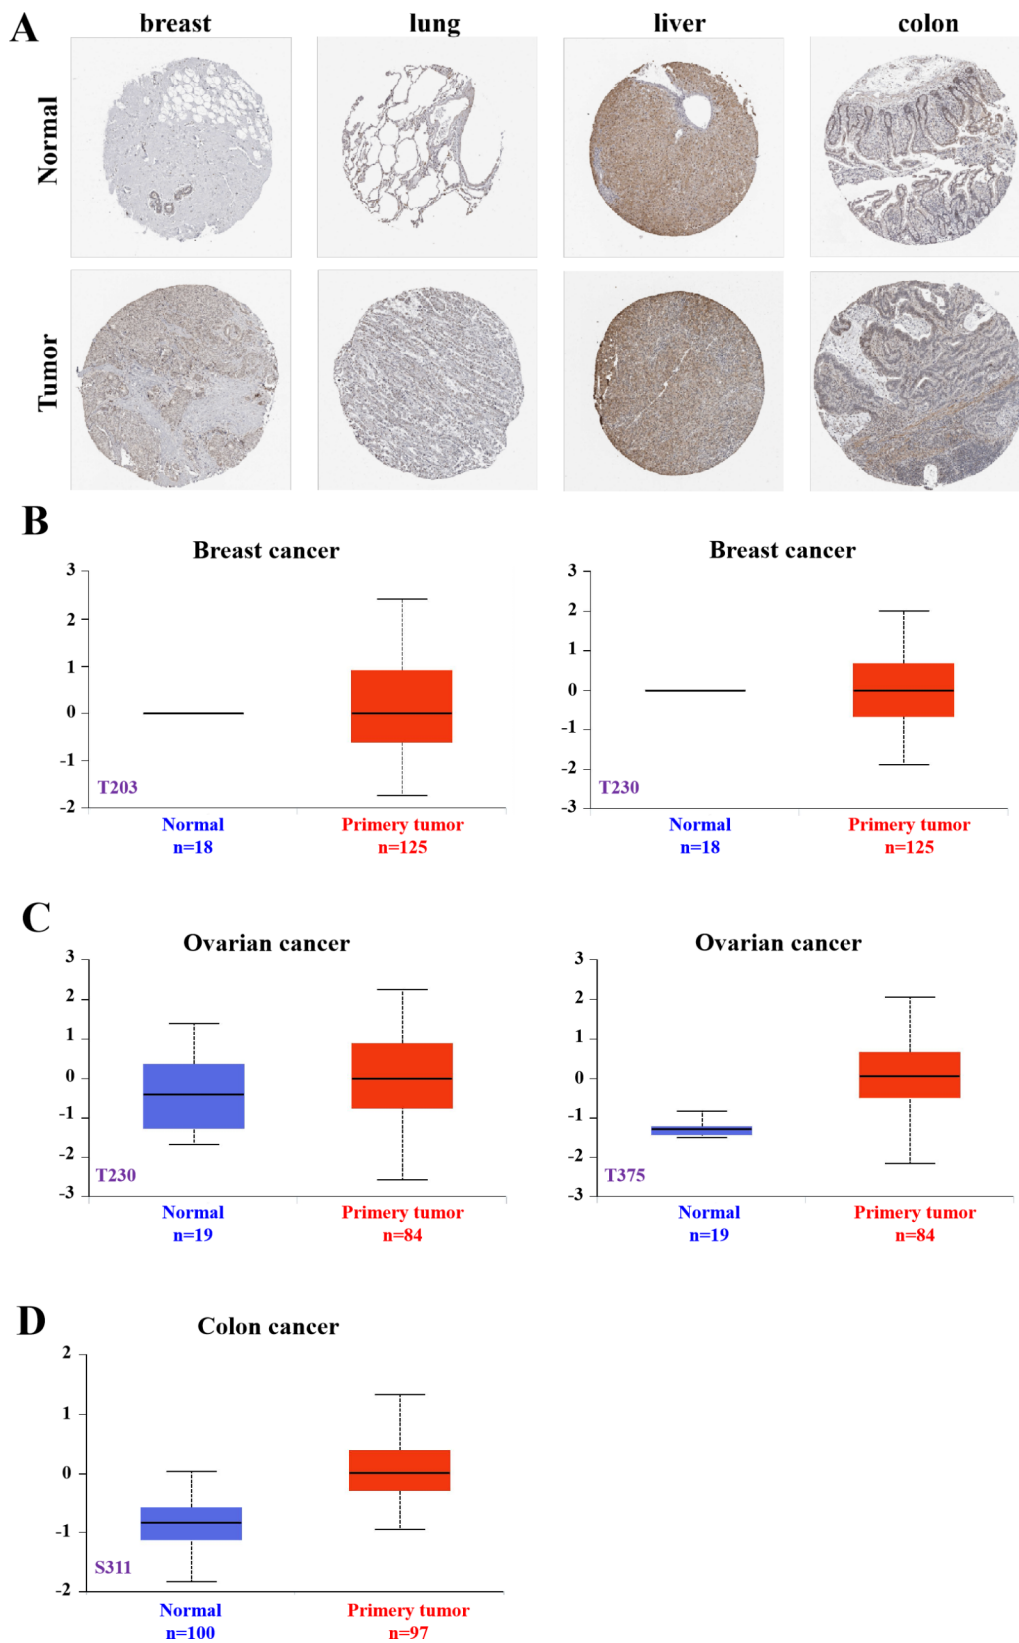 A
breast
lung
liver
colon
Normal
Tumor
B
Breast cancer
3
2
1
0
-1
-2
T203
Normal
n=18
Primery tumor
n=125
Breast cancer
3
2
1
0
-1
-2
-3
T230
Normal
n=18
Primery tumor
n=125
C
Ovarian cancer
3
2
1
0
-1
-2
-3
T230
Normal
n=19
Primery tumor
n=84
Ovarian cancer
3
2
1
0
-1
-2
-3
T375
Normal
n=19
Primery tumor
n=84
D
Colon cancer
2
1
0
-1
-2
S311
Normal
n=100
Primery tumor
n=97